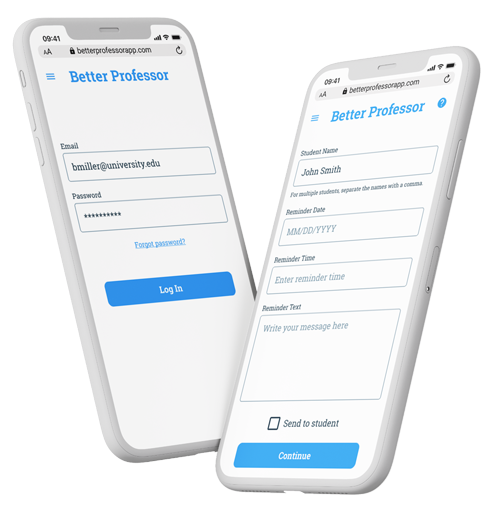 09:41
AA betterprofessorapp.com
Better Professor
Email
bmiller@university.edu
Password
**********
Forgot password?
Log In
09:41
AA betterprofessorapp.com
Better Professor ?
Student Name
John Smith
For multiple students, separate the names with a comma.
Reminder Date
MM/DD/YYYY
Reminder Time
Enter reminder time
Reminder Text
Write your message here
Send to student
Continue